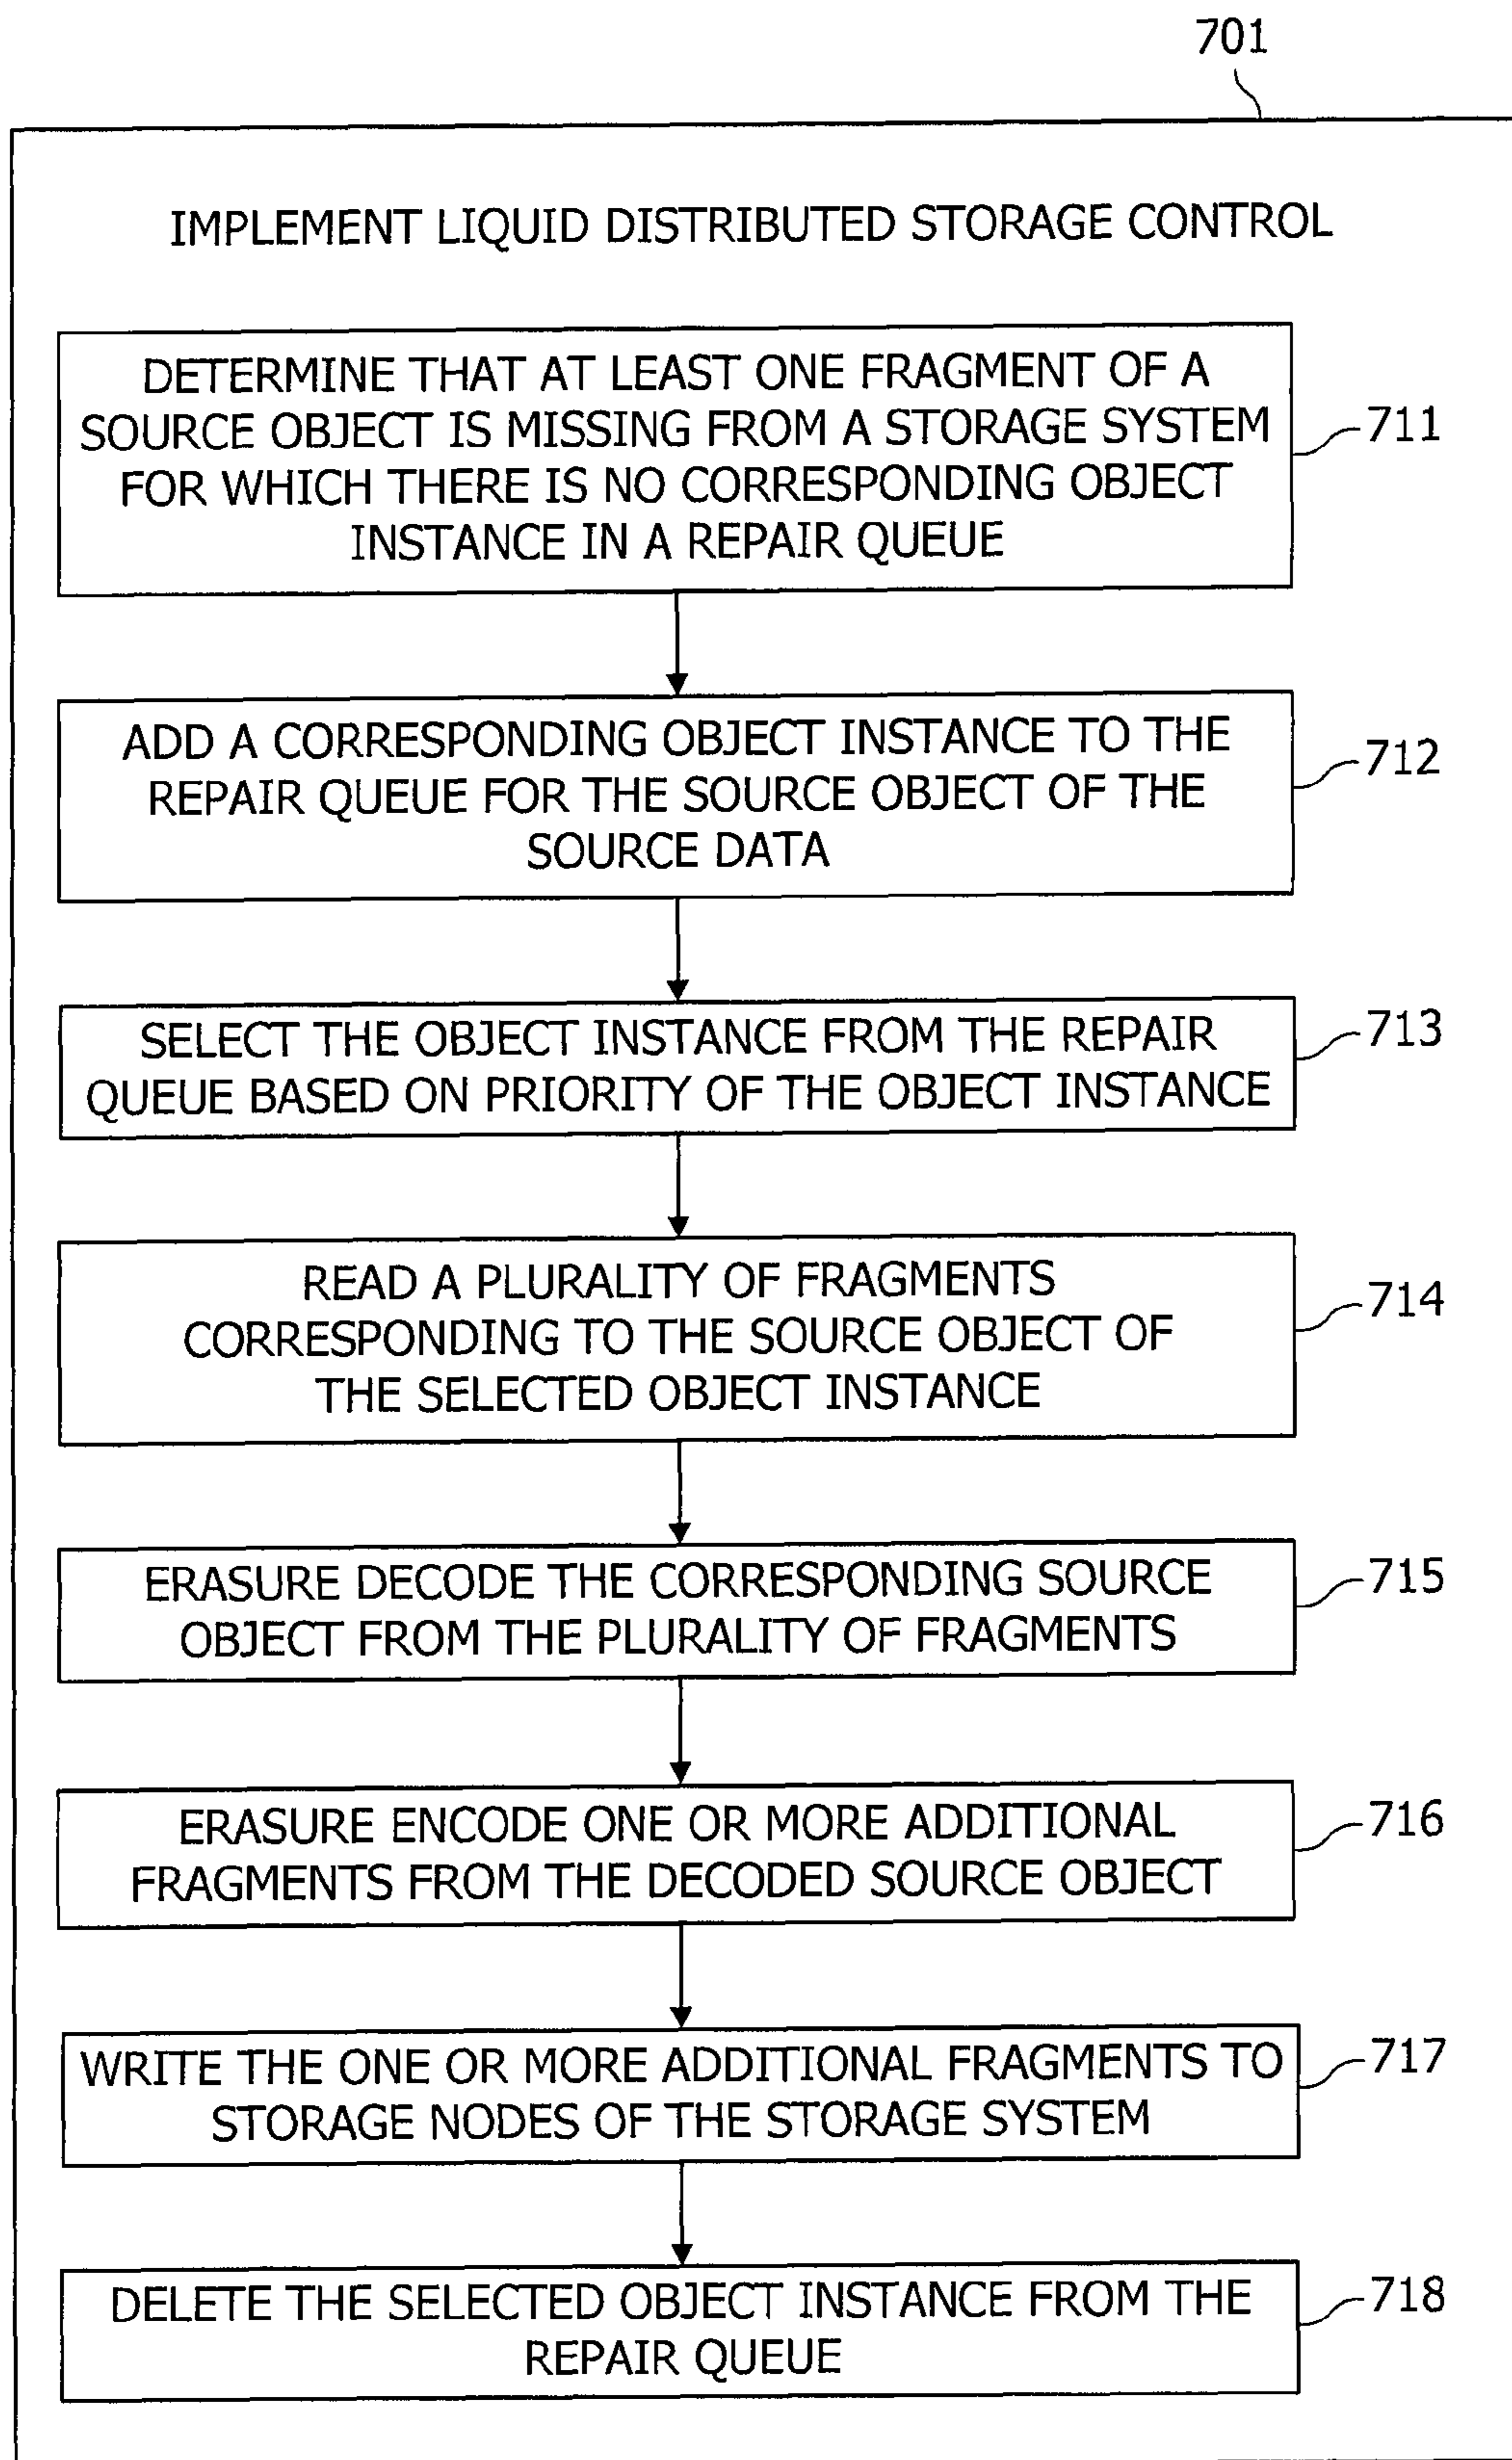 701
IMPLEMENT LIQUID DISTRIBUTED STORAGE CONTROL
DETERMINE THAT AT LEAST ONE FRAGMENT OF A
SOURCE OBJECT IS MISSING FROM A STORAGE SYSTEM
FOR WHICH THERE IS NO CORRESPONDING OBJECT
INSTANCE IN A REPAIR QUEUE
711
ADD A CORRESPONDING OBJECT INSTANCE TO THE
REPAIR QUEUE FOR THE SOURCE OBJECT OF THE
SOURCE DATA
712
SELECT THE OBJECT INSTANCE FROM THE REPAIR
QUEUE BASED ON PRIORITY OF THE OBJECT INSTANCE
713
READ A PLURALITY OF FRAGMENTS
CORRESPONDING TO THE SOURCE OBJECT OF
THE SELECTED OBJECT INSTANCE
714
ERASURE DECODE THE CORRESPONDING SOURCE
OBJECT FROM THE PLURALITY OF FRAGMENTS
715
ERASURE ENCODE ONE OR MORE ADDITIONAL
FRAGMENTS FROM THE DECODED SOURCE OBJECT
716
WRITE THE ONE OR MORE ADDITIONAL FRAGMENTS TO
STORAGE NODES OF THE STORAGE SYSTEM
717
DELETE THE SELECTED OBJECT INSTANCE FROM THE
REPAIR QUEUE
718